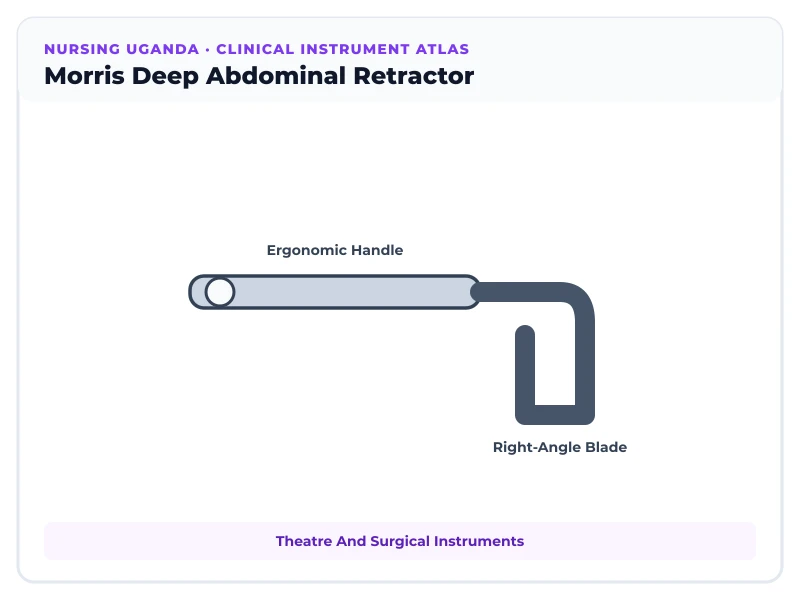 NURSING UGANDA · CLINICAL INSTRUMENT ATLAS
Morris Deep Abdominal Retractor
Ergonomic Handle
Right-Angle Blade
Theatre And Surgical Instruments